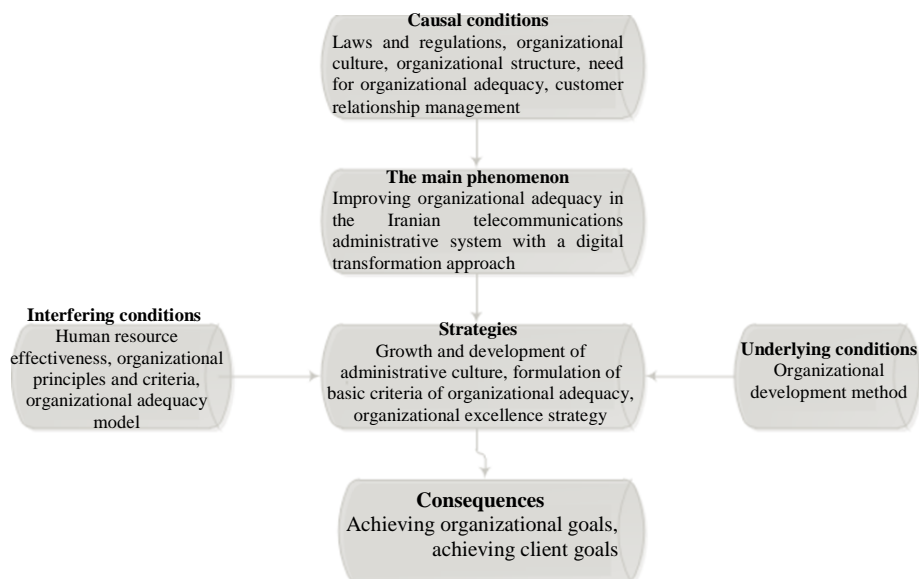 Causal conditions
Laws and regulations, organizational
culture, organizational structure, need
for organizational adequacy, customer
relationship management
The main phenomenon
Improving organizational adequacy in
the Iranian telecommunications
administrative system with a digital
transformation approach
Interfering conditions
Human resource
effectiveness, organizational
principles and criteria,
organizational adequacy
model
Strategies
Growth and development of
administrative culture, formulation of
basic criteria of organizational adequacy,
organizational excellence strategy
Underlying conditions
Organizational
development method
Consequences
Achieving organizational goals,
achieving client goals